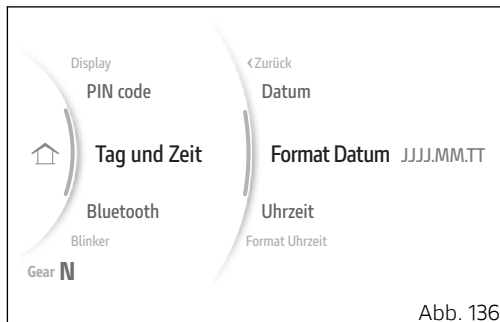 Display
PIN code
Tag und Zeit
Bluetooth
Blinker
Gear N
‹Zurück
Datum
Format Datum JJJJ.MM.TT
Uhrzeit
Format Uhrzeit
Abb. 136